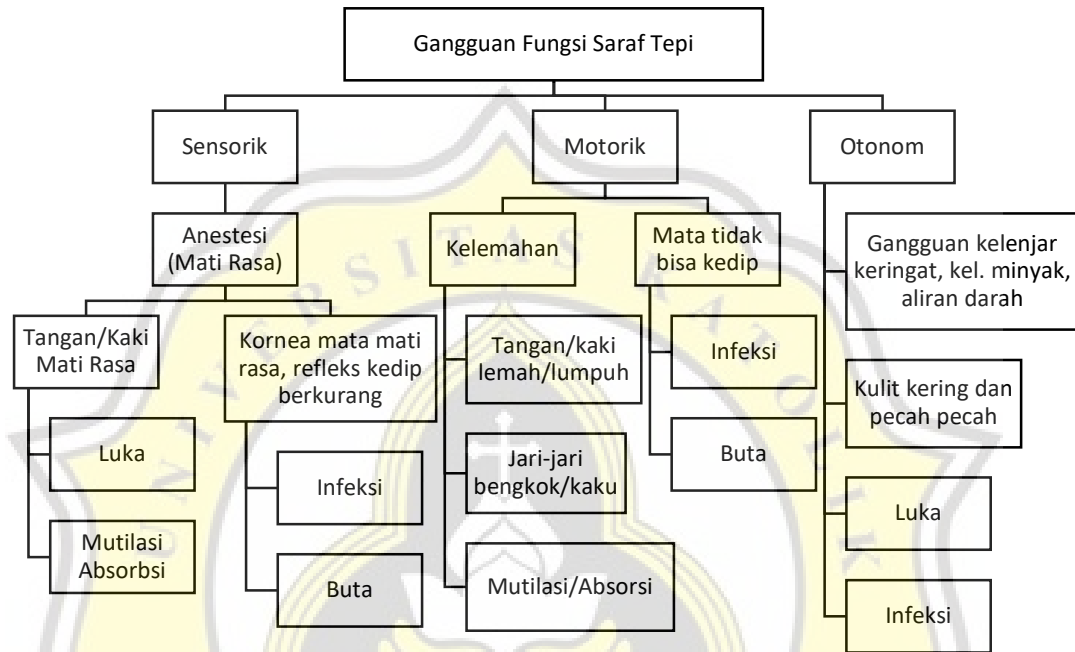 Gangguan Fungsi Saraf Tepi
Sensorik
Motorik
Otonom
Anestesi
(Mati Rasa)
Kelemahan
Mata tidak
bisa kedip
Gangguan kelenjar
keringat, kel. minyak,
aliran darah
Tangan/Kaki
Mati Rasa
Kornea mata mati
rasa, refleks kedip
berkurang
Tangan/kaki
lemah/lumpuh
Infeksi
Kulit kering dan
pecah pecah
Luka
Infeksi
Jari-jari
bengkok/kaku
Buta
Luka
Mutilasi
Absorbsi
Buta
Mutilasi/Absorsi
Infeksi
UNIVERSITAS KATOLIK